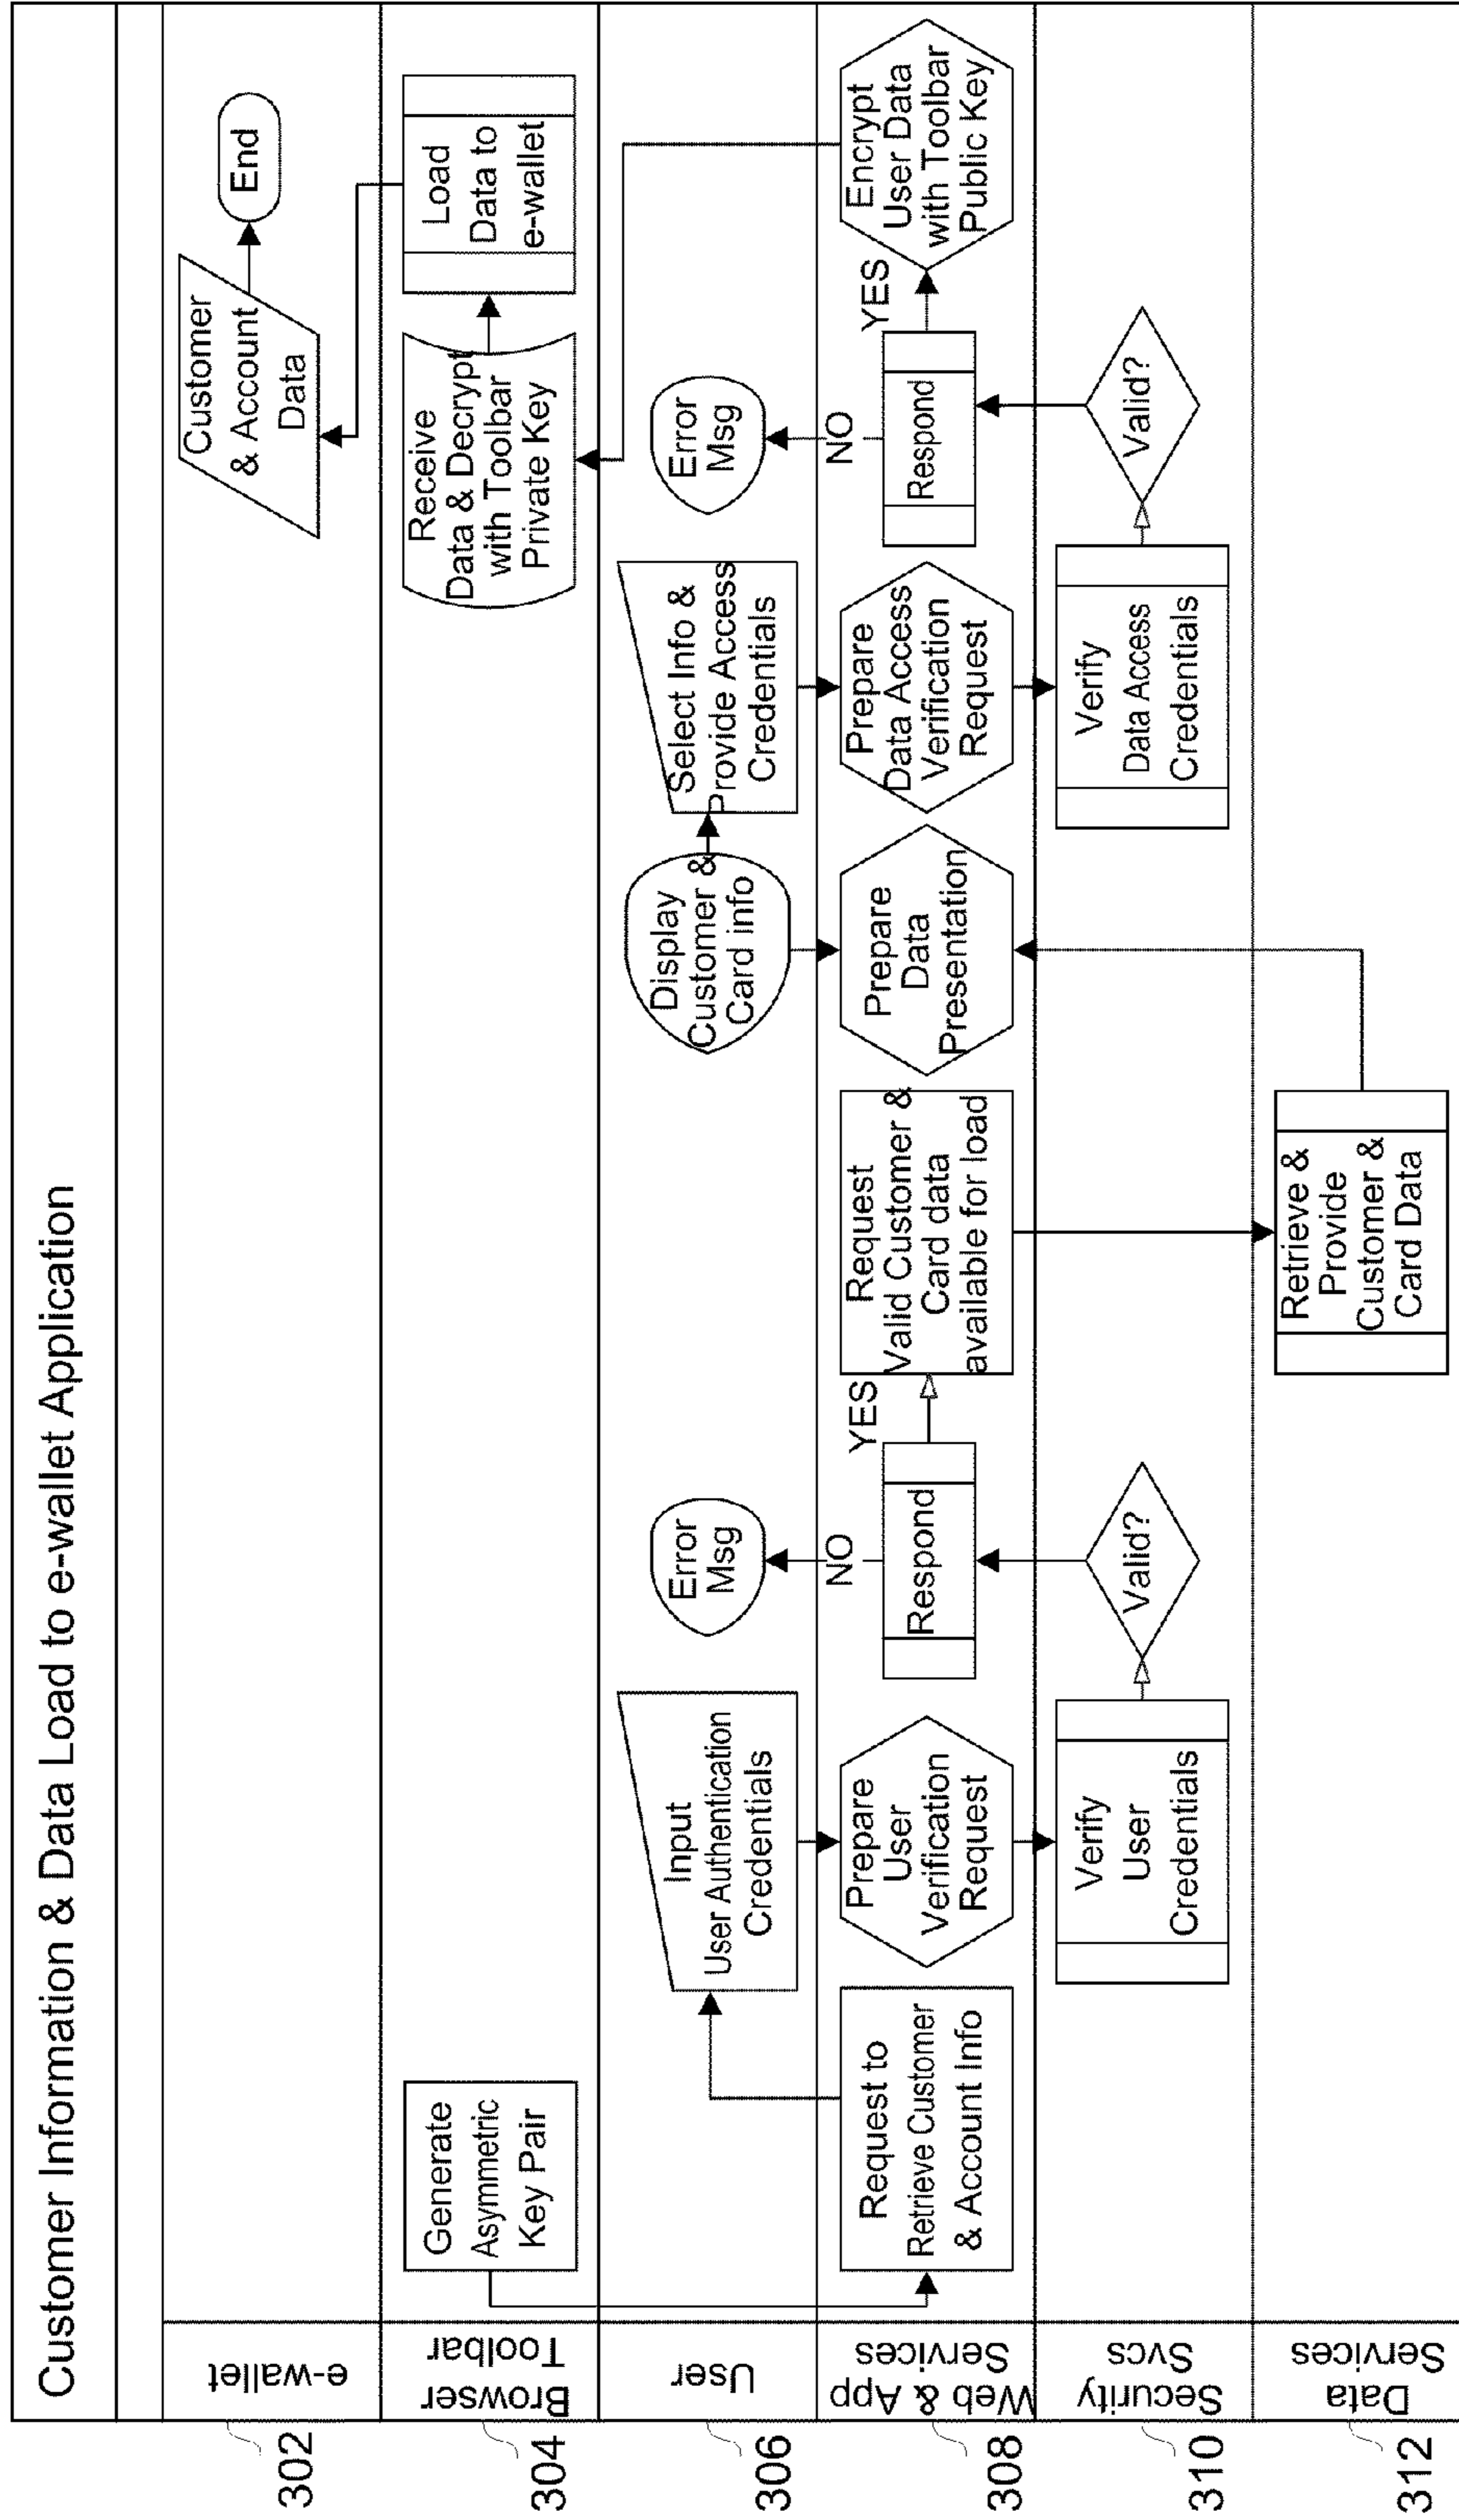 Customer Information & Data Load to e-wallet Application
302
e-wallet
Customer
& Account
Data
End
304
Browser
Toolbar
Generate
Asymmetric
Key Pair
Receive
Data & Decrypt
with Toolbar
Private Key
Load
Data to
e-wallet
306
User
Input
User Authentication
Credentials
Error
Msg
Display
Customer &
Card info
Select Info &
Provide Access
Credentials
Error
Msg
308
Web & App
Services
Request to
Retrieve Customer
& Account Info
Prepare
User
Verification
Request
NO
Respond
YES
Request
Valid Customer &
Card data
available for load
Prepare
Data
Presentation
Prepare
Data Access
Verification
Request
NO
Respond
YES
Encrypt
User Data
with Toolbar
Public Key
310
Security
Svcs
Verify
User
Credentials
Valid?
Verify
Data Access
Credentials
Valid?
312
Data
Services
Retrieve &
Provide
Customer &
Card Data